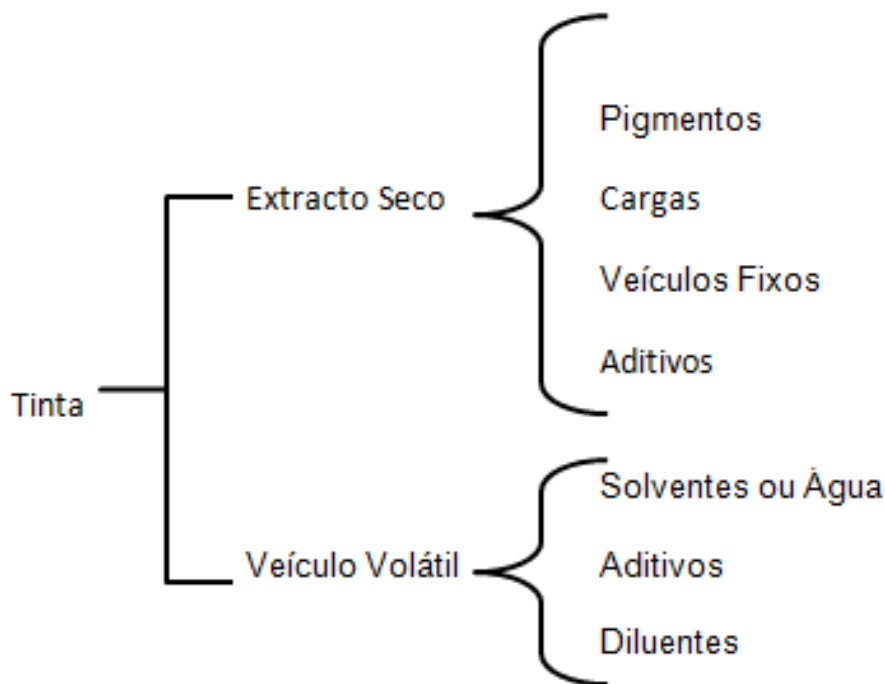 Pigmentos
Extracto Seco
Cargas
Veículos Fixos
Aditivos
Tinta
Solventes ou Água
Veículo Volátil
Aditivos
Diluentes